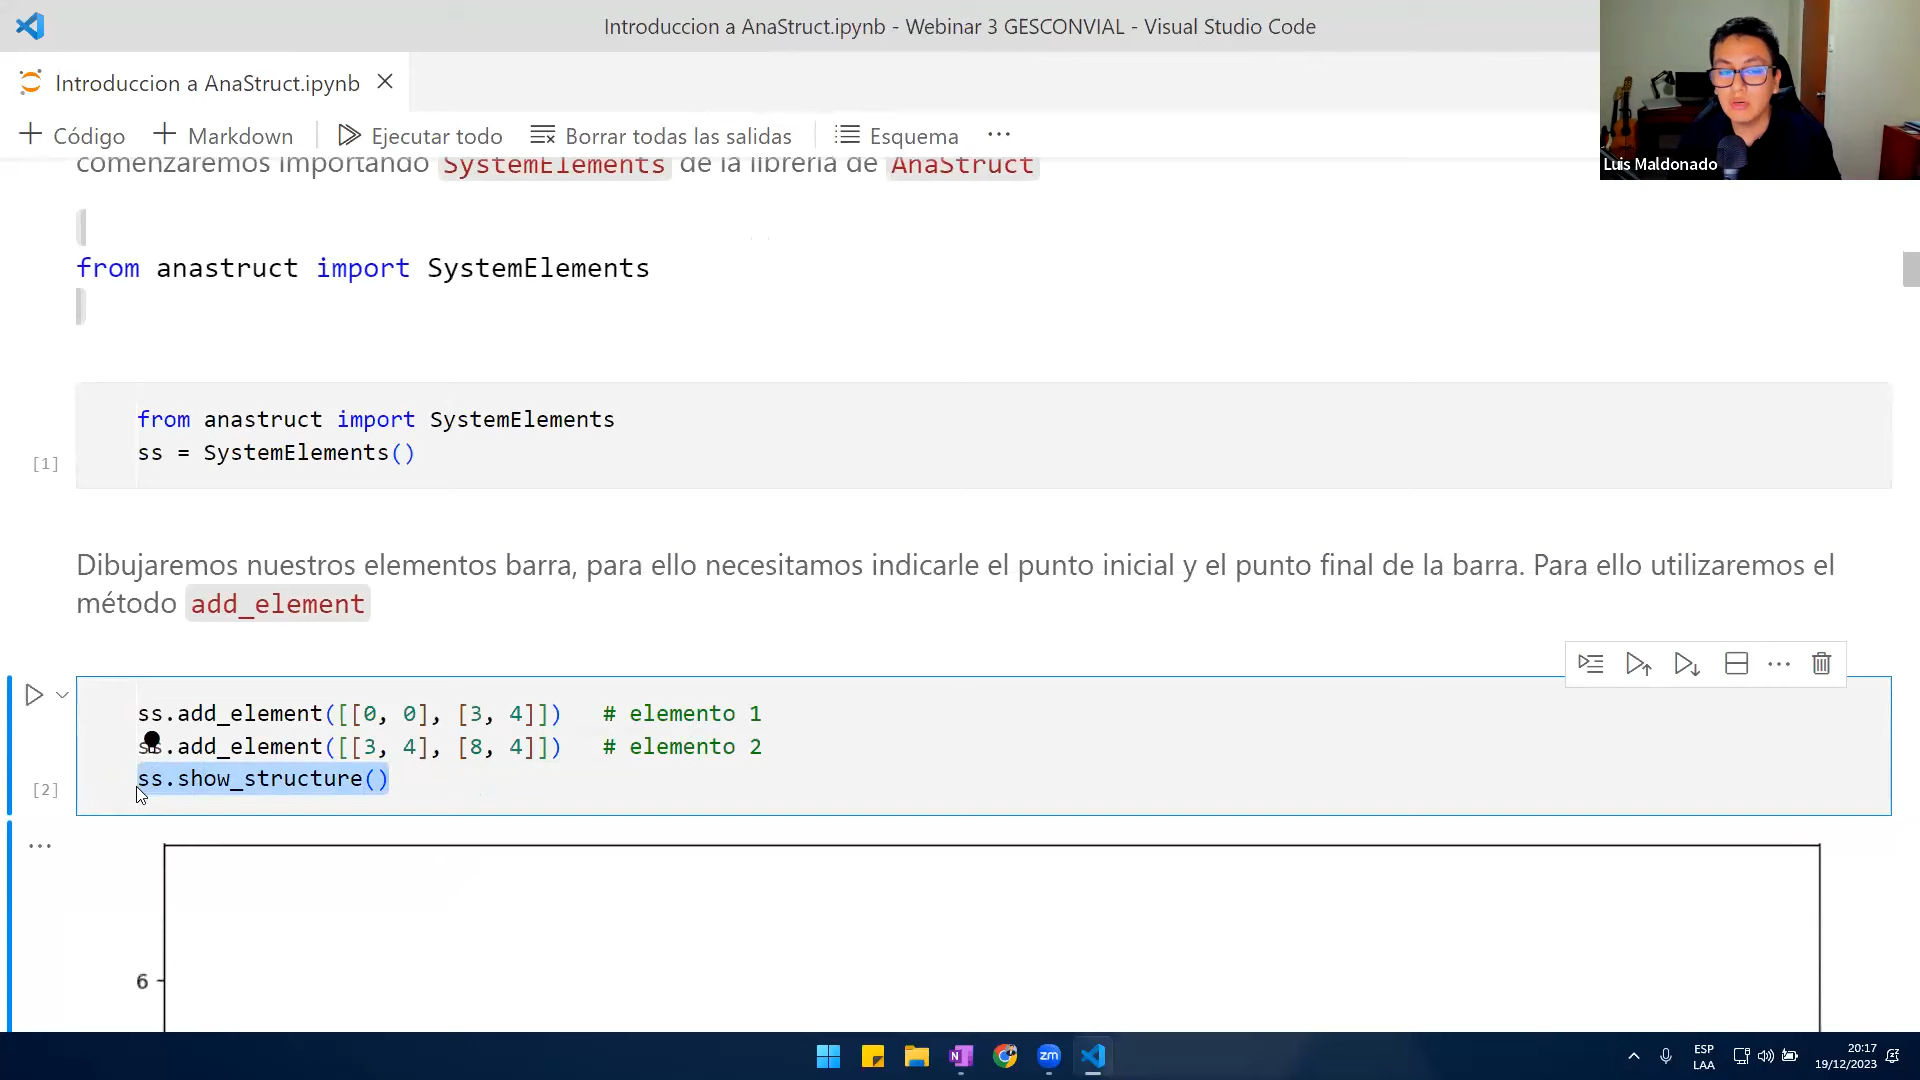 Introduccion a AnaStruct.ipynb - Webinar 3 GESCONVIAL - Visual Studio Code
Introduccion a AnaStruct.ipynb
Código Markdown Ejecutar todo Borrar todas las salidas Esquema ...
Luis Maldonado
comenzaremos importando SystemElements de la librería de AnaStruct
from anastruct import SystemElements
from anastruct import SystemElements
ss = SystemElements()
[1]
Dibujaremos nuestros elementos barra, para ello necesitamos indicarle el punto inicial y el punto final de la barra. Para ello utilizaremos el
método add_element
ss.add_element([[0, 0], [3, 4]]) # elemento 1
ss.add_element([[3, 4], [8, 4]]) # elemento 2
ss.show_structure()
[2]
6
zm
ESP
LAA
20:17
19/12/2023